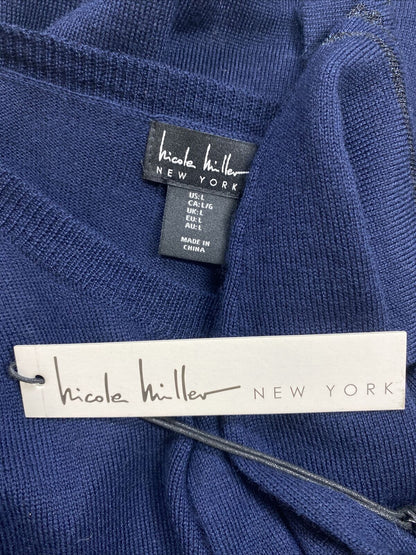 nicole miller
NEW YORK
US: L
CA: L/G
UK: L
EU: L
AU: L
MADE IN
CHINA
nicole miller NEW YORK